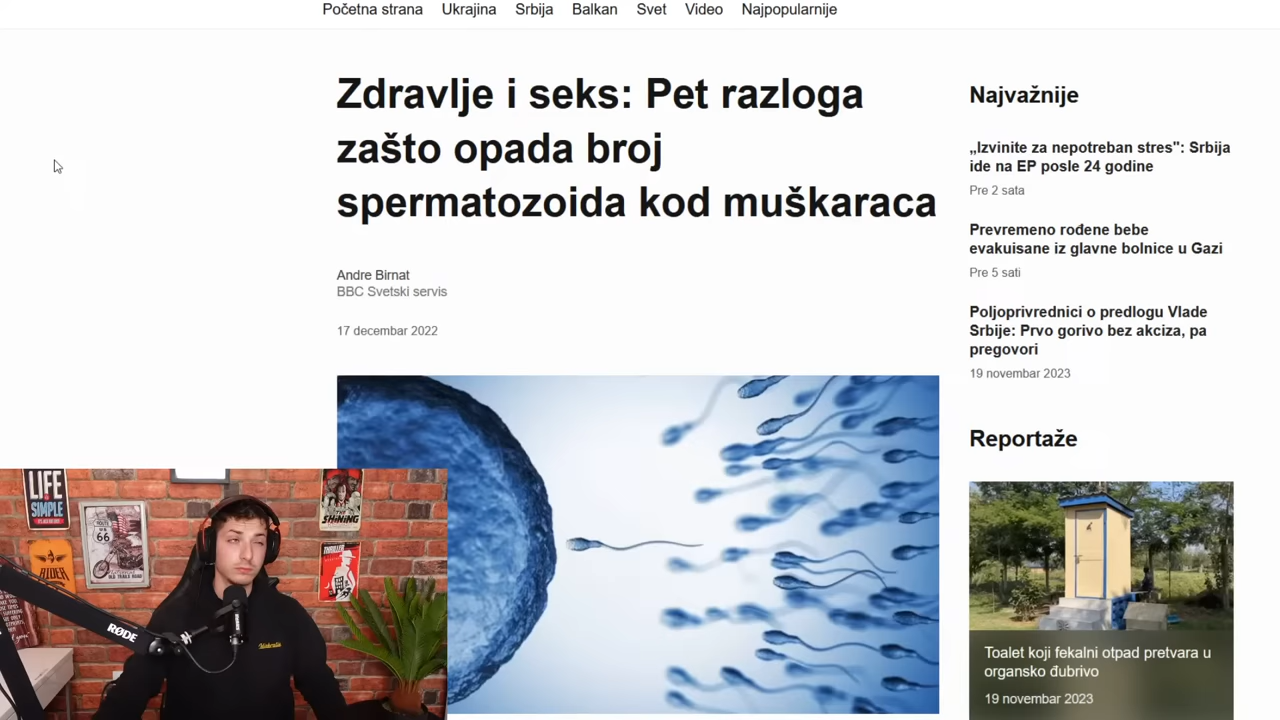 Početna strana Ukrajina Srbija Balkan Svet Video Najpopularnije
Zdravlje i seks: Pet razloga
zašto opada broj
spermatozoida kod muškaraca
Andre Birnat
BBC Svetski servis
17 decembar 2022
Najvažnije
„Izvinite za nepotreban stres": Srbija
ide na EP posle 24 godine
Pre 2 sata
Prevremeno rođene bebe
evakuisane iz glavne bolnice u Gazi
Pre 5 sati
Poljoprivrednici o predlogu Vlade
Srbije: Prvo gorivo bez akciza, pa
pregovori
19 novembar 2023
Reportaže
Toalet koji fekalni otpad pretvara u
organsko đubrivo
19 novembar 2023
LIFE
SIMPLE
ROUTE
66
RIDER
THE
SHINING
THRILLER
RØDE